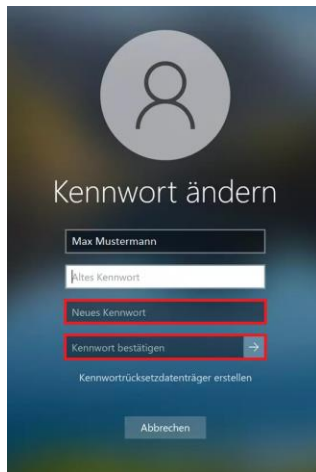 Kennwort ändern
Max Mustermann
Altes Kennwort
Neues Kennwort
Kennwort bestätigen
Kennwortrücksetzdatenträger erstellen
Abbrechen